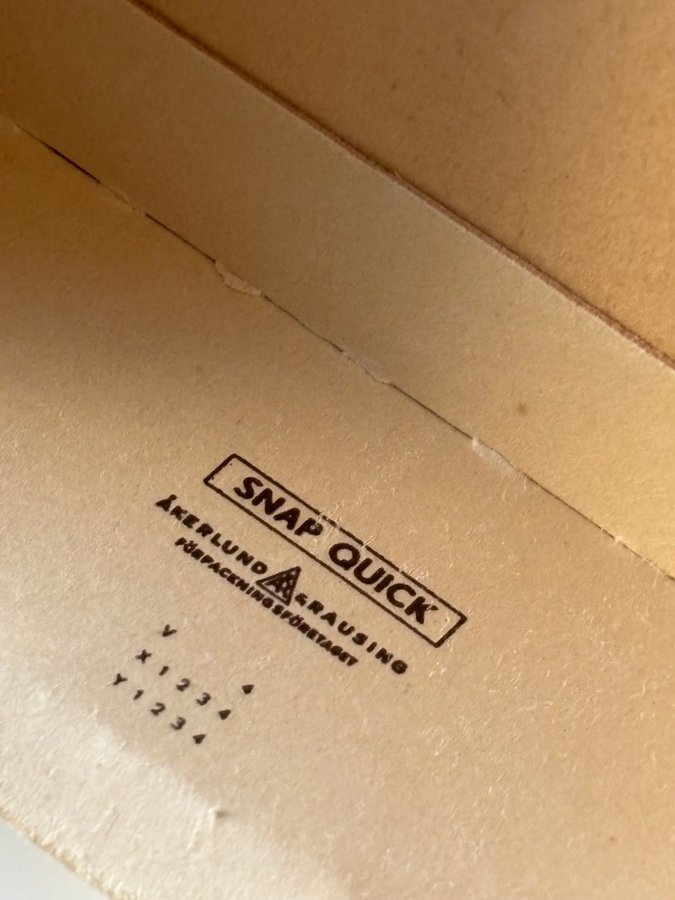 SNAP QUICK
ÅKERLUND & RAUSING
FÖRPACKNINGSFÖRETAGET
V 4
X 1 2 3 4
Y 1 2 3 4